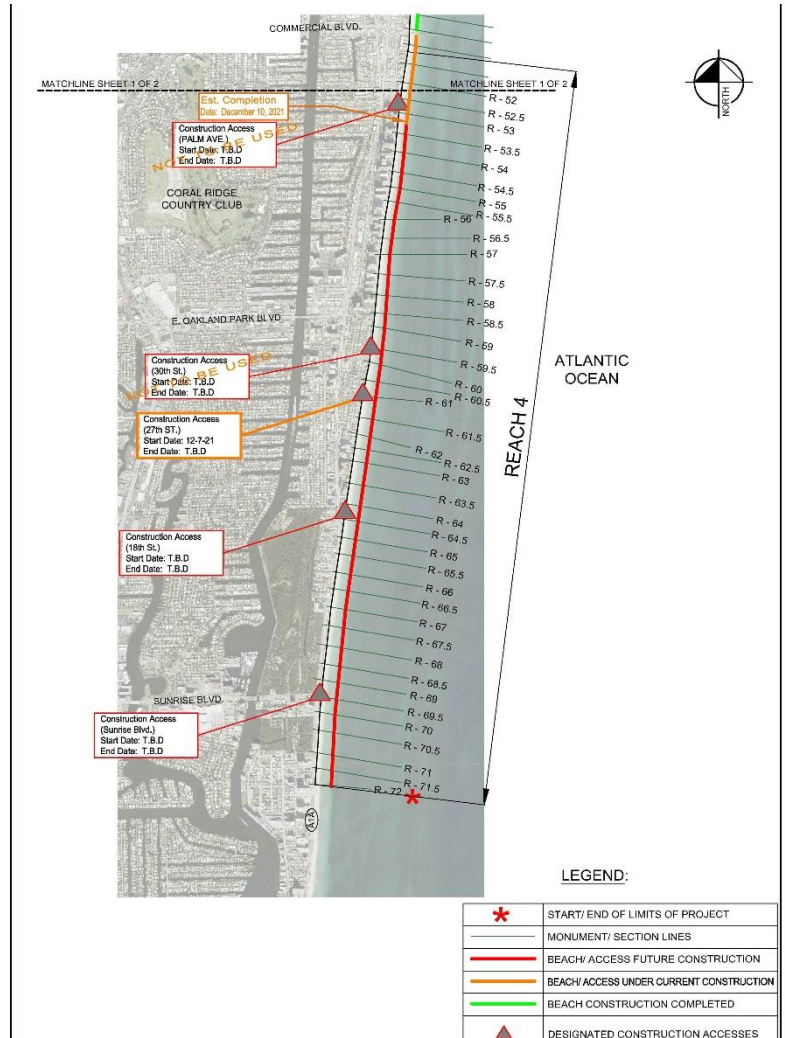 COMMERCIAL BLVD.
MATCHLINE SHEET 1 OF 2
MATCHLINE SHEET 1 OF 2
NORTH
Est. Completion
Date: December 10, 2021
Construction Access
(PALM AVE.)
Start Date: T.B.D
End Date: T.B.D
NOT TO BE USED
CORAL RIDGE
COUNTRY CLUB
R - 52
R - 52.5
R - 53
R - 53.5
R - 54
R - 54.5
R - 55
R - 55.5
R - 56
R - 56.5
R - 57
R - 57.5
R - 58
R - 58.5
R - 59
R - 59.5
R - 60
R - 60.5
R - 61
R - 61.5
R - 62
R - 62.5
R - 63
R - 63.5
R - 64
R - 64.5
R - 65
R - 65.5
R - 66
R - 66.5
R - 67
R - 67.5
R - 68
R - 68.5
R - 69
R - 69.5
R - 70
R - 70.5
R - 71
R - 71.5
R - 72
E. OAKLAND PARK BLVD.
ATLANTIC
OCEAN
REACH 4
Construction Access
(30th St.)
Start Date: T.B.D
End Date: T.B.D
NOT TO BE USED
Construction Access
(27th ST.)
Start Date: 12-7-21
End Date: T.B.D
Construction Access
(18th St.)
Start Date: T.B.D
End Date: T.B.D
SUNRISE BLVD.
Construction Access
(Sunrise Blvd.)
Start Date: T.B.D
End Date: T.B.D
A1A
LEGEND:
START/ END OF LIMITS OF PROJECT
MONUMENT/ SECTION LINES
BEACH/ ACCESS FUTURE CONSTRUCTION
BEACH/ ACCESS UNDER CURRENT CONSTRUCTION
BEACH CONSTRUCTION COMPLETED
DESIGNATED CONSTRUCTION ACCESSES